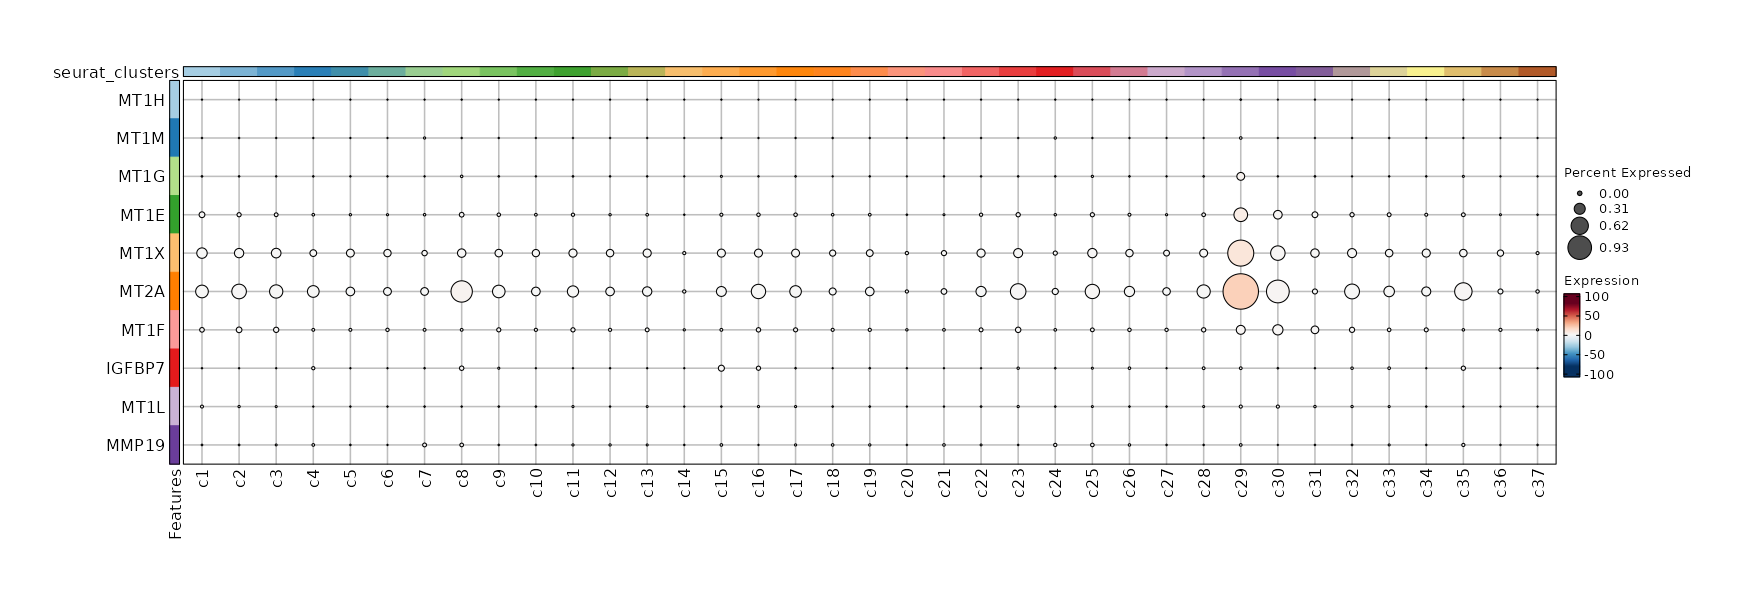 seurat_clusters
MT1H
MT1M
MT1G
MT1E
MT1X
MT2A
MT1F
IGFBP7
MT1L
MMP19
Features
c1 c2 c3 c4 c5 c6 c7 c8 c9 c10 c11 c12 c13 c14 c15 c16 c17 c18 c19 c20 c21 c22 c23 c24 c25 c26 c27 c28 c29 c30 c31 c32 c33 c34 c35 c36 c37
Percent Expressed
0.00
0.31
0.62
0.93
Expression
100
50
0
-50
-100